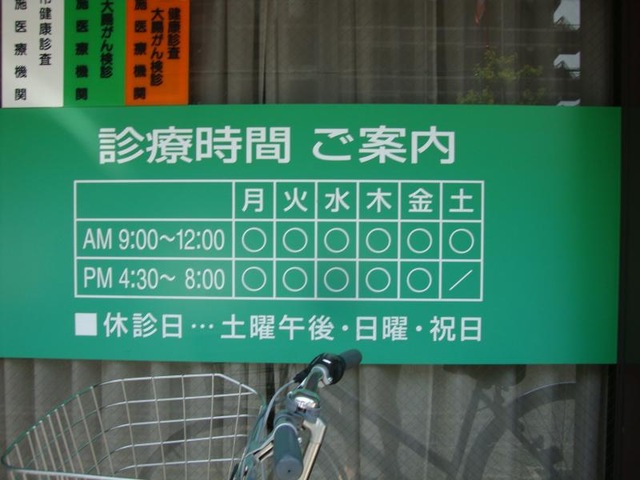 健康診査
施医療機関
大腸がん検診
施医療機関
健康診査
大腸がん検診
医療機関
診療時間 ご案内
月 火 水 木 金 土
AM 9:00～12:00 ○ ○ ○ ○ ○ ○
PM 4:30～ 8:00 ○ ○ ○ ○ ○ ／
■休診日…土曜午後・日曜・祝日